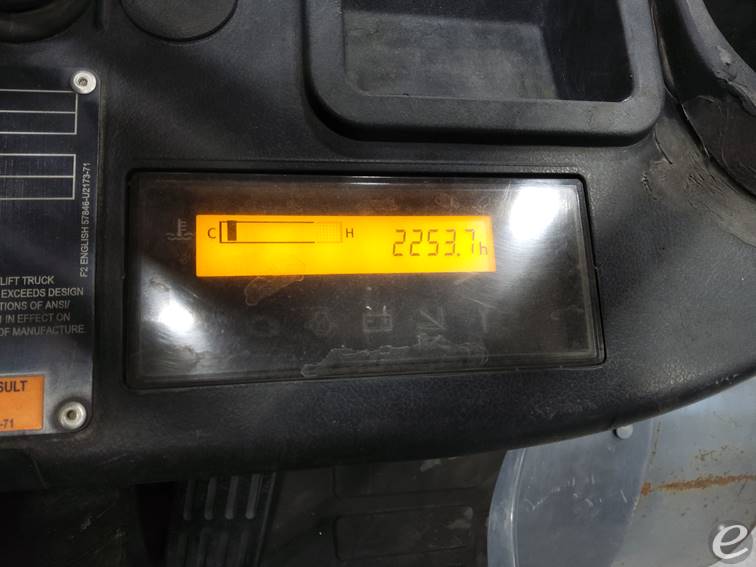 F2 ENGLISH 57846-U2173-71
LIFT TRUCK
EXCEEDS DESIGN
TIONS OF ANSI/
IN EFFECT ON
OF MANUFACTURE.
SULT
-71
C H 2253.7h
e